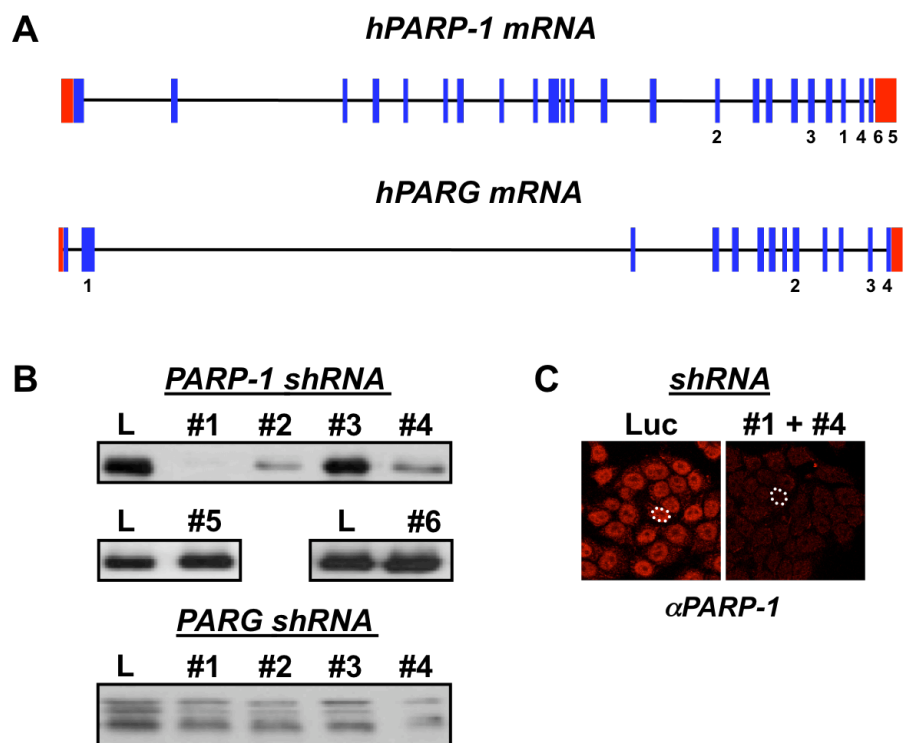 A
hPARP-1 mRNA
2 3 1 4 6 5
hPARG mRNA
1 2 3 4
B
PARP-1 shRNA
L #1 #2 #3 #4
L #5 L #6
PARG shRNA
L #1 #2 #3 #4
C
shRNA
Luc #1 + #4
αPARP-1